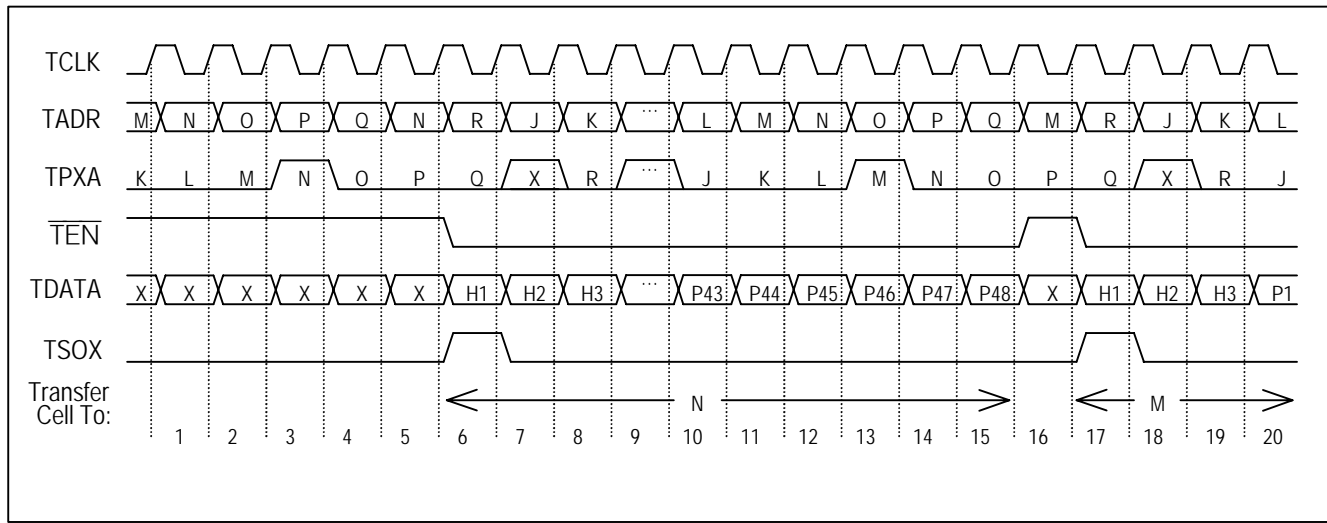 TCLK
TADR M N O P Q N R J K ... L M N O P Q M R J K L
TPXA K L M N O P Q X R ... J K L M N O P Q X R J
TEN
TDATA X X X X X X H1 H2 H3 ... P43 P44 P45 P46 P47 P48 X H1 H2 H3 P1
TSOX
Transfer
Cell To: N M
1 2 3 4 5 6 7 8 9 10 11 12 13 14 15 16 17 18 19 20